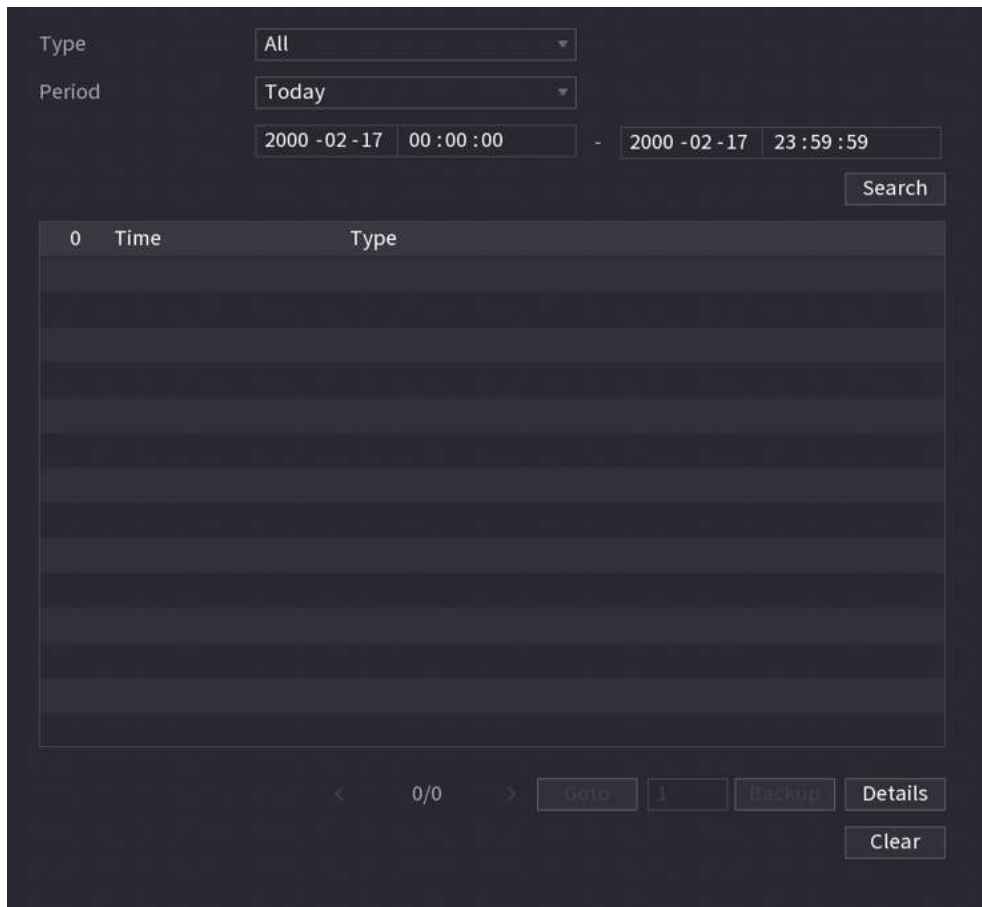 Type All
Period Today
2000 -02 -17 00 :00 :00 - 2000 -02 -17 23 :59 :59
Search
0 Time Type
< 0/0 > Goto 1 Backup Details
Clear